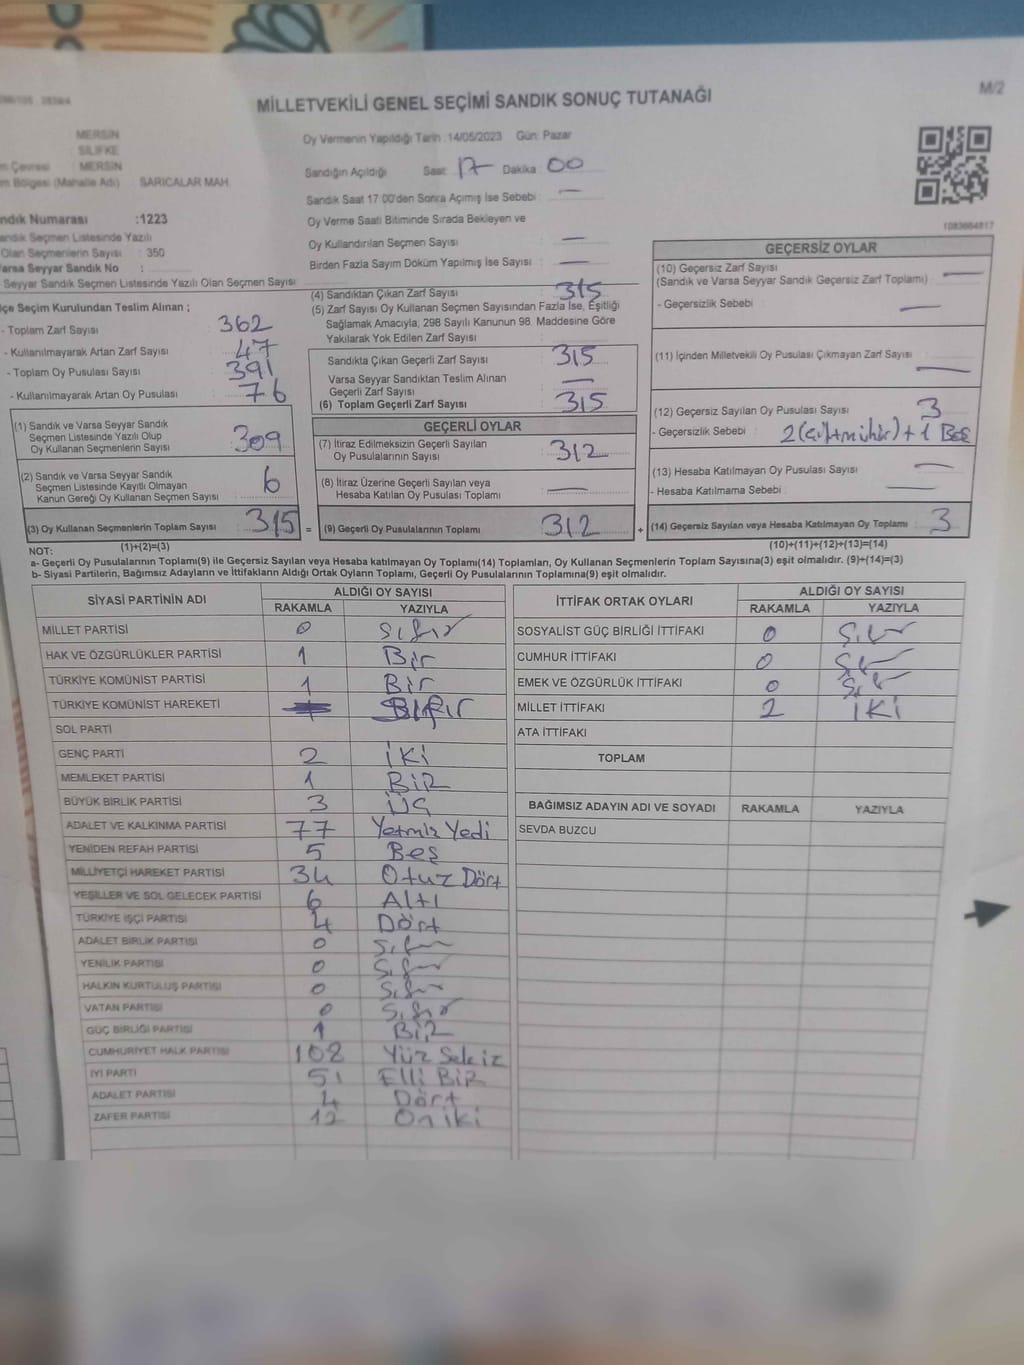 M/2
MİLLETVEKİLİ GENEL SEÇİMİ SANDIK SONUÇ TUTANAĞI
MERSİN
SİLİFKE
Çevresi : MERSİN
Bölgesi (Mahalle Adı) SARICALAR MAH.
ndık Numarası :1223
andık Seçmen Listesinde Yazılı
Olan Seçmenlerin Sayısı : 350
Varsa Seyyar Sandık No :
Seyyar Sandık Seçmen Listesinde Yazılı Olan Seçmen Sayısı
Oy Vermenin Yapıldığı Tarih :14/05/2023 Gün: Pazar
Sandığın Açıldığı Saat: 17 Dakika : 00
Sandık Saat 17:00'den Sonra Açımış İse Sebebi : —
Oy Verme Saati Bitiminde Sırada Bekleyen ve
Oy Kullandırılan Seçmen Sayısı : —
Birden Fazla Sayım Döküm Yapılmış İse Sayısı : —
1083664817
çe Seçim Kurulundan Teslim Alınan ;
- Toplam Zarf Sayısı 362
- Kullanılmayarak Artan Zarf Sayısı 47
- Toplam Oy Pusulası Sayısı 391
- Kullanılmayarak Artan Oy Pusulası 76
(1) Sandık ve Varsa Seyyar Sandık
Seçmen Listesinde Yazılı Olup
Oy Kullanan Seçmenlerin Sayısı 309
(2) Sandık ve Varsa Seyyar Sandık
Seçmen Listesinde Kayıtlı Olmayan
Kanun Gereği Oy Kullanan Seçmen Sayısı 6
(3) Oy Kullanan Seçmenlerin Toplam Sayısı 315 =
(4) Sandıktan Çıkan Zarf Sayısı 315
(5) Zarf Sayısı Oy Kullanan Seçmen Sayısından Fazla İse, Eşitliği
Sağlamak Amacıyla, 298 Sayılı Kanunun 98. Maddesine Göre
Yakılarak Yok Edilen Zarf Sayısı :
Sandıkta Çıkan Geçerli Zarf Sayısı 315
Varsa Seyyar Sandıktan Teslim Alınan
Geçerli Zarf Sayısı —
(6) Toplam Geçerli Zarf Sayısı 315
GEÇERLİ OYLAR
(7) İtiraz Edilmeksizin Geçerli Sayılan
Oy Pusulalarının Sayısı 312
(8) İtiraz Üzerine Geçerli Sayılan veya
Hesaba Katılan Oy Pusulası Toplamı —
(9) Geçerli Oy Pusulalarının Toplamı 312 +
GEÇERSİZ OYLAR
(10) Geçersiz Zarf Sayısı
(Sandık ve Varsa Seyyar Sandık Geçersiz Zarf Toplamı) : —
- Geçersizlik Sebebi : —
(11) İçinden Milletvekili Oy Pusulası Çıkmayan Zarf Sayısı : —
(12) Geçersiz Sayılan Oy Pusulası Sayısı : 3
- Geçersizlik Sebebi : + 1 Boş
(13) Hesaba Katılmayan Oy Pusulası Sayısı : —
- Hesaba Katılmama Sebebi : —
(14) Geçersiz Sayılan veya Hesaba Katılmayan Oy Toplamı 3
NOT: (1)+(2)=(3) (10)+(11)+(12)+(13)=(14)
a- Geçerli Oy Pusulalarının Toplamı(9) ile Geçersiz Sayılan veya Hesaba katılmayan Oy Toplamı(14) Toplamları, Oy Kullanan Seçmenlerin Toplam Sayısına(3) eşit olmalıdır. (9)+(14)=(3)
b- Siyasi Partilerin, Bağımsız Adayların ve İttifakların Aldığı Ortak Oyların Toplamı, Geçerli Oy Pusulalarının Toplamına(9) eşit olmalıdır.
SİYASİ PARTİNİN ADI ALDIĞI OY SAYISI
RAKAMLA YAZIYLA
MİLLET PARTİSİ 0 Sıfır
HAK VE ÖZGÜRLÜKLER PARTİSİ 1 Bir
TÜRKİYE KOMÜNİST PARTİSİ 1 Bir
TÜRKİYE KOMÜNİST HAREKETİ
SOL PARTİ
GENÇ PARTİ 2 İKİ
MEMLEKET PARTİSİ 1 BİR
BÜYÜK BİRLİK PARTİSİ 3 ÜÇ
ADALET VE KALKINMA PARTİSİ 77 Yetmiş Yedi
YENİDEN REFAH PARTİSİ 5 Beş
MİLLİYETÇİ HAREKET PARTİSİ 34 Otuz Dört
YEŞİLLER VE SOL GELECEK PARTİSİ 6 Altı
TÜRKİYE İŞÇİ PARTİSİ 4 Dört
ADALET BİRLİK PARTİSİ 0 Sıfır
YENİLİK PARTİSİ 0 Sıfır
HALKIN KURTULUŞ PARTİSİ 0 Sıfır
VATAN PARTİSİ 0 Sıfır
GÜÇ BİRLİĞİ PARTİSİ 1 BİR
CUMHURİYET HALK PARTİSİ 108 Yüz Sekiz
İYİ PARTİ 51 Elli BİR
ADALET PARTİSİ 4 Dört
ZAFER PARTİSİ 12 On iki
İTTİFAK ORTAK OYLARI ALDIĞI OY SAYISI
RAKAMLA YAZIYLA
SOSYALİST GÜÇ BİRLİĞİ İTTİFAKI 0 Sıfır
CUMHUR İTTİFAKI 0 Sıfır
EMEK VE ÖZGÜRLÜK İTTİFAKI 0 Sıfır
MİLLET İTTİFAKI 2 İKİ
ATA İTTİFAKI
TOPLAM
BAĞIMSIZ ADAYIN ADI VE SOYADI RAKAMLA YAZIYLA
SEVDA BUZCU